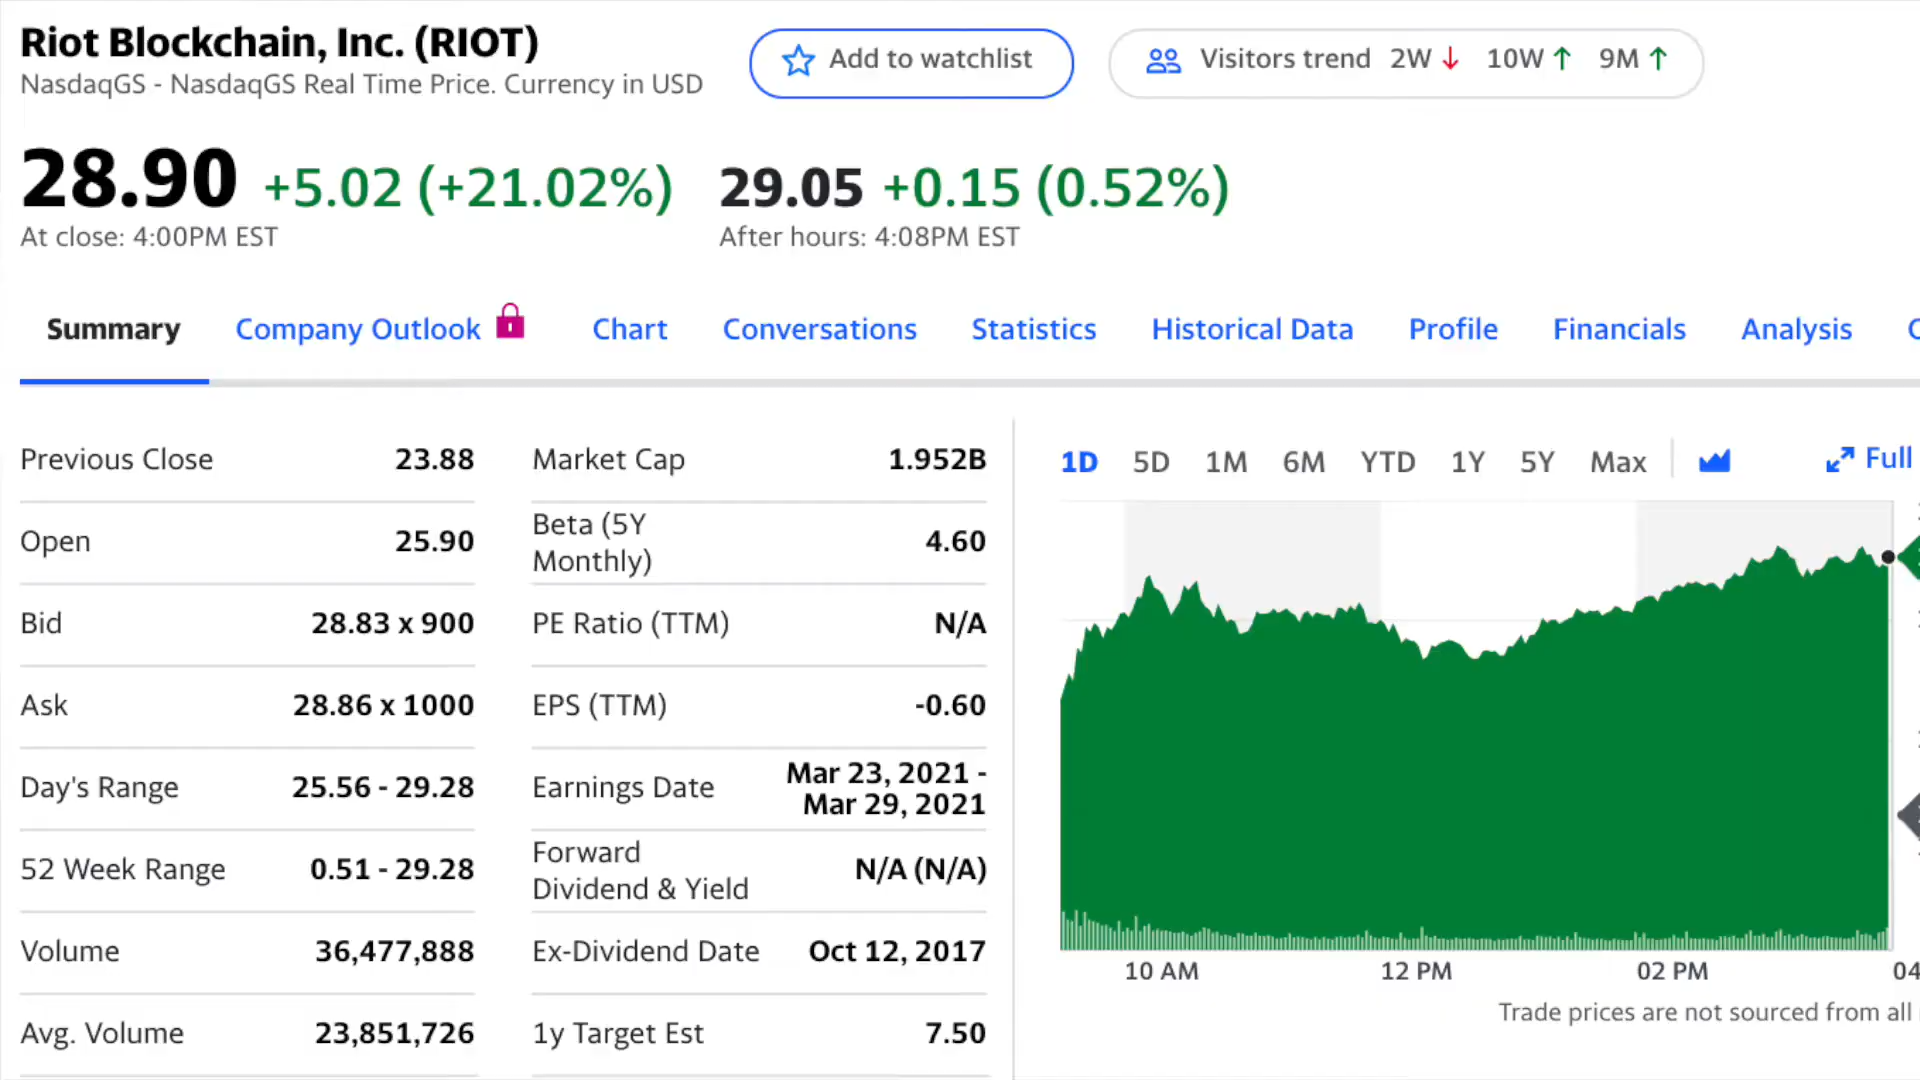 Riot Blockchain, Inc. (RIOT)
NasdaqGS - NasdaqGS Real Time Price. Currency in USD
Add to watchlist
Visitors trend 2W ↓ 10W ↑ 9M ↑
28.90 +5.02 (+21.02%)
At close: 4:00PM EST
29.05 +0.15 (0.52%)
After hours: 4:08PM EST
Summary Company Outlook Chart Conversations Statistics Historical Data Profile Financials Analysis
Previous Close 23.88
Open 25.90
Bid 28.83 x 900
Ask 28.86 x 1000
Day's Range 25.56 - 29.28
52 Week Range 0.51 - 29.28
Volume 36,477,888
Avg. Volume 23,851,726
Market Cap 1.952B
Beta (5Y
Monthly) 4.60
PE Ratio (TTM) N/A
EPS (TTM) -0.60
Earnings Date Mar 23, 2021 -
Mar 29, 2021
Forward
Dividend & Yield N/A (N/A)
Ex-Dividend Date Oct 12, 2017
1y Target Est 7.50
1D 5D 1M 6M YTD 1Y 5Y Max Full
10 AM 12 PM 02 PM 04
Trade prices are not sourced from all